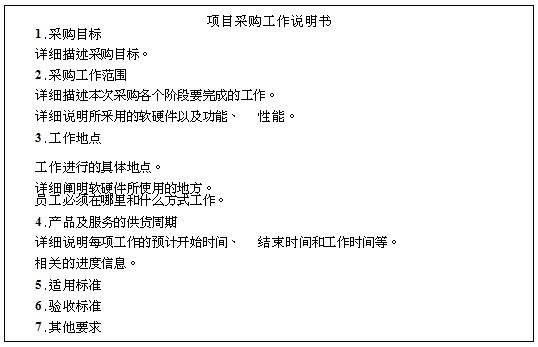 项目采购工作说明书
1.采购目标
详细描述采购目标。
2.采购工作范围
详细描述本次采购各个阶段要完成的工作。
详细说明所采用的软硬件以及功能、 性能。
3.工作地点
工作进行的具体地点。
详细阐明软硬件所使用的地方。
员工必须在哪里和什么方式工作。
4.产品及服务的供货周期
详细说明每项工作的预计开始时间、 结束时间和工作时间等。
相关的进度信息。
5.适用标准
6.验收标准
7.其他要求